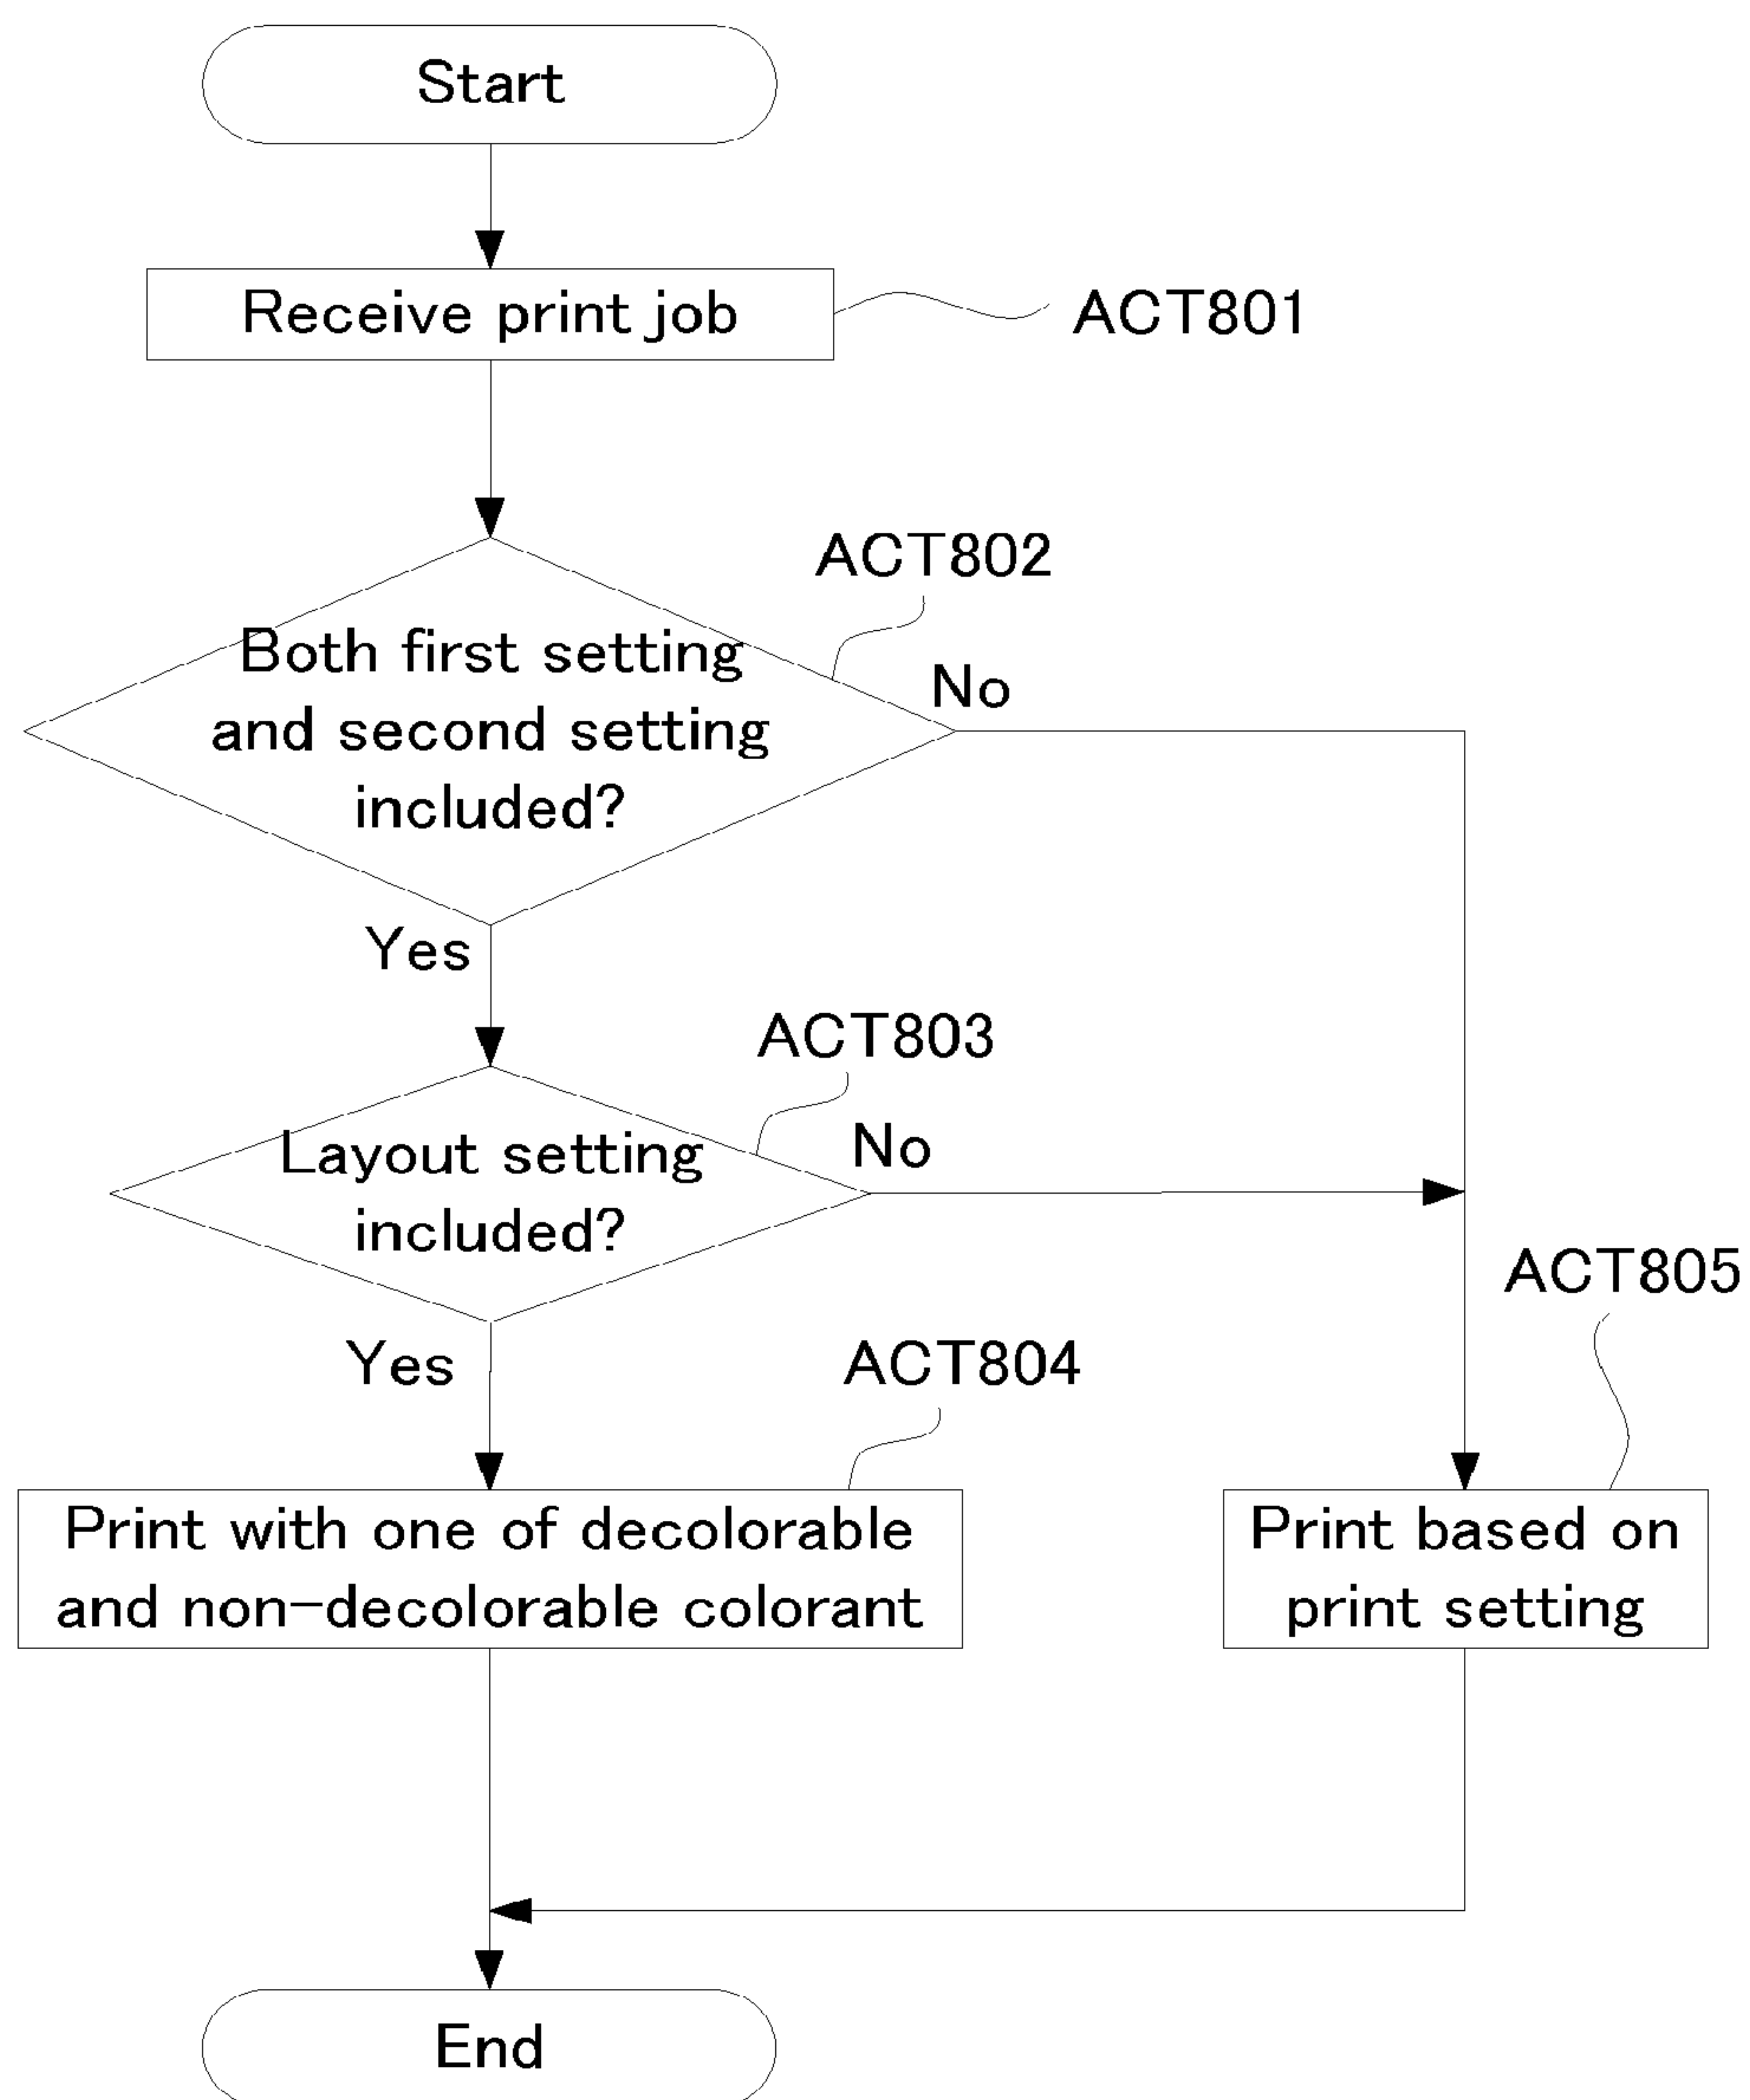 Start
Receive print job
ACT801
ACT802
Both first setting
and second setting
included?
No
Yes
ACT803
Layout setting
included?
No
Yes
ACT804
ACT805
Print with one of decolorable
and non-decolorable colorant
Print based on
print setting
End